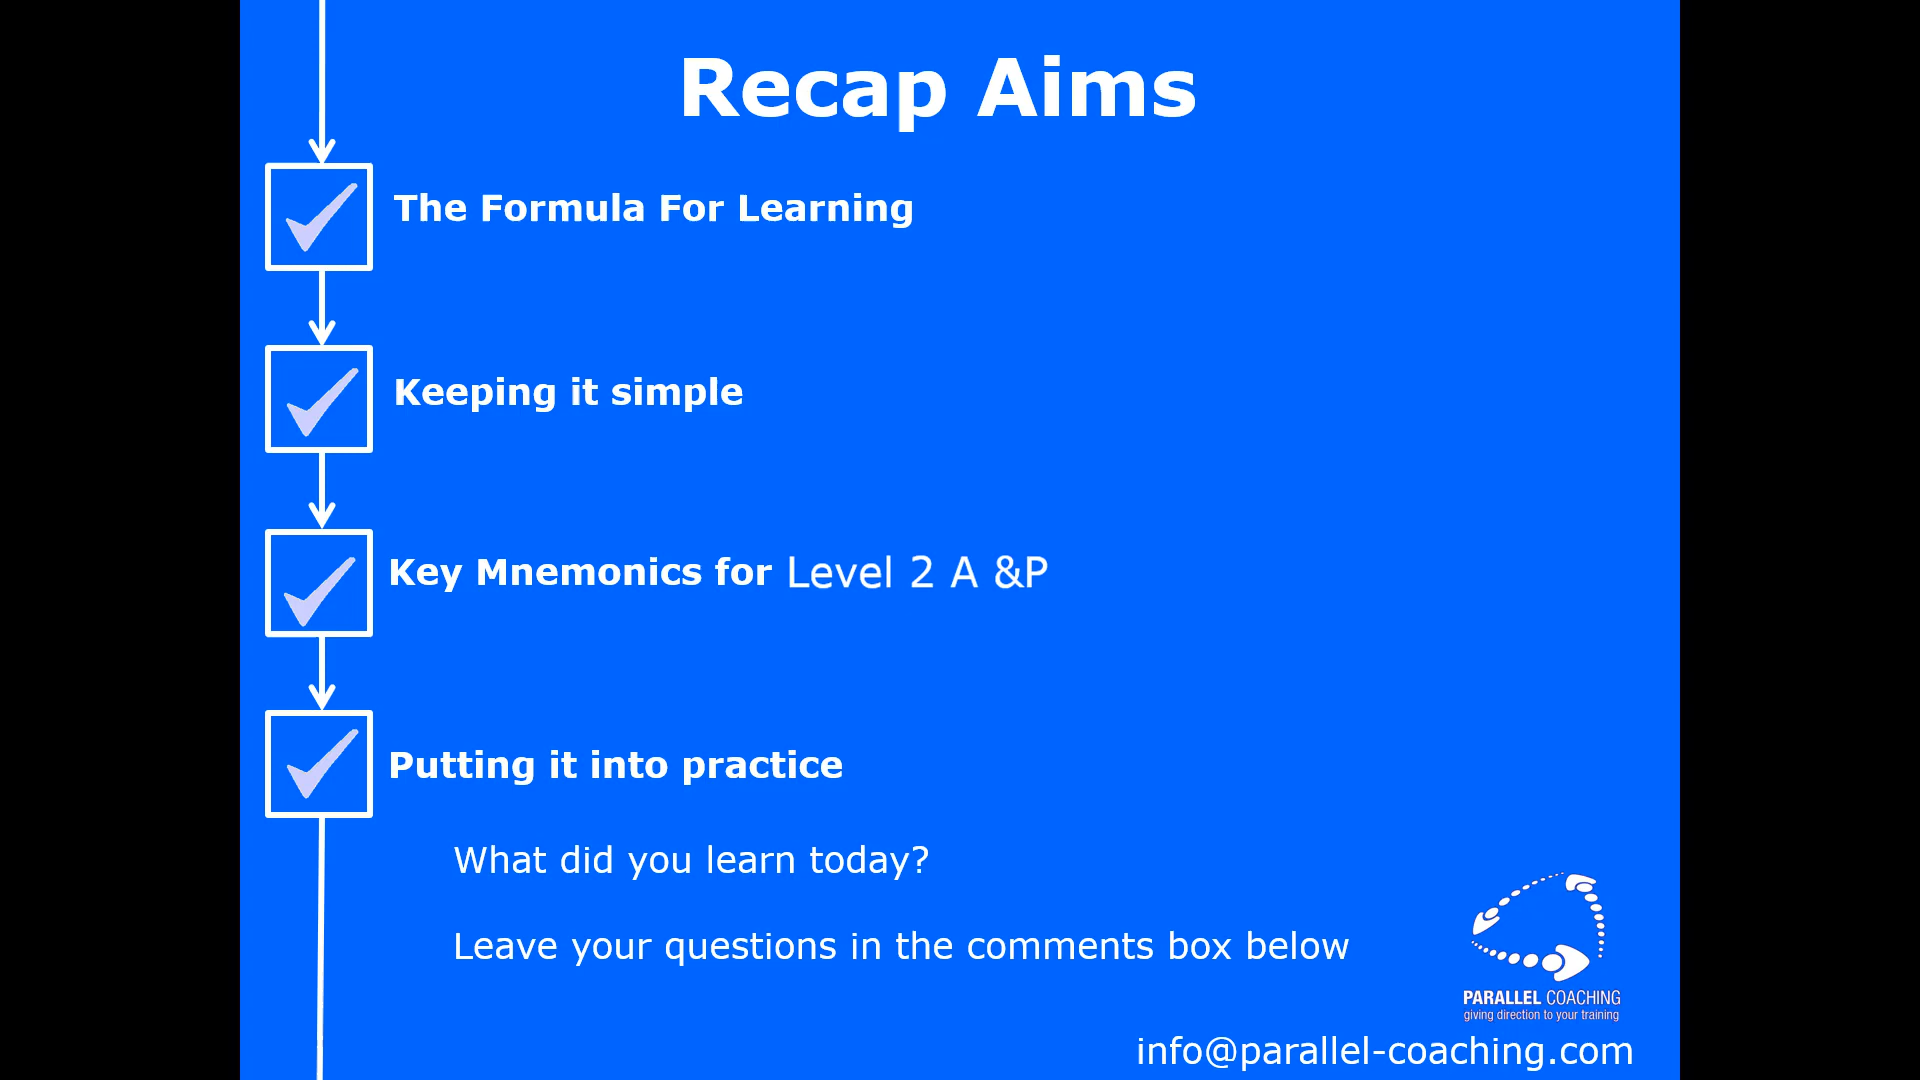 Recap Aims
The Formula For Learning
Keeping it simple
Key Mnemonics for Level 2 A &P
Putting it into practice
What did you learn today?
Leave your questions in the comments box below
PARALLEL COACHING
giving direction to your training
info@parallel-coaching.com